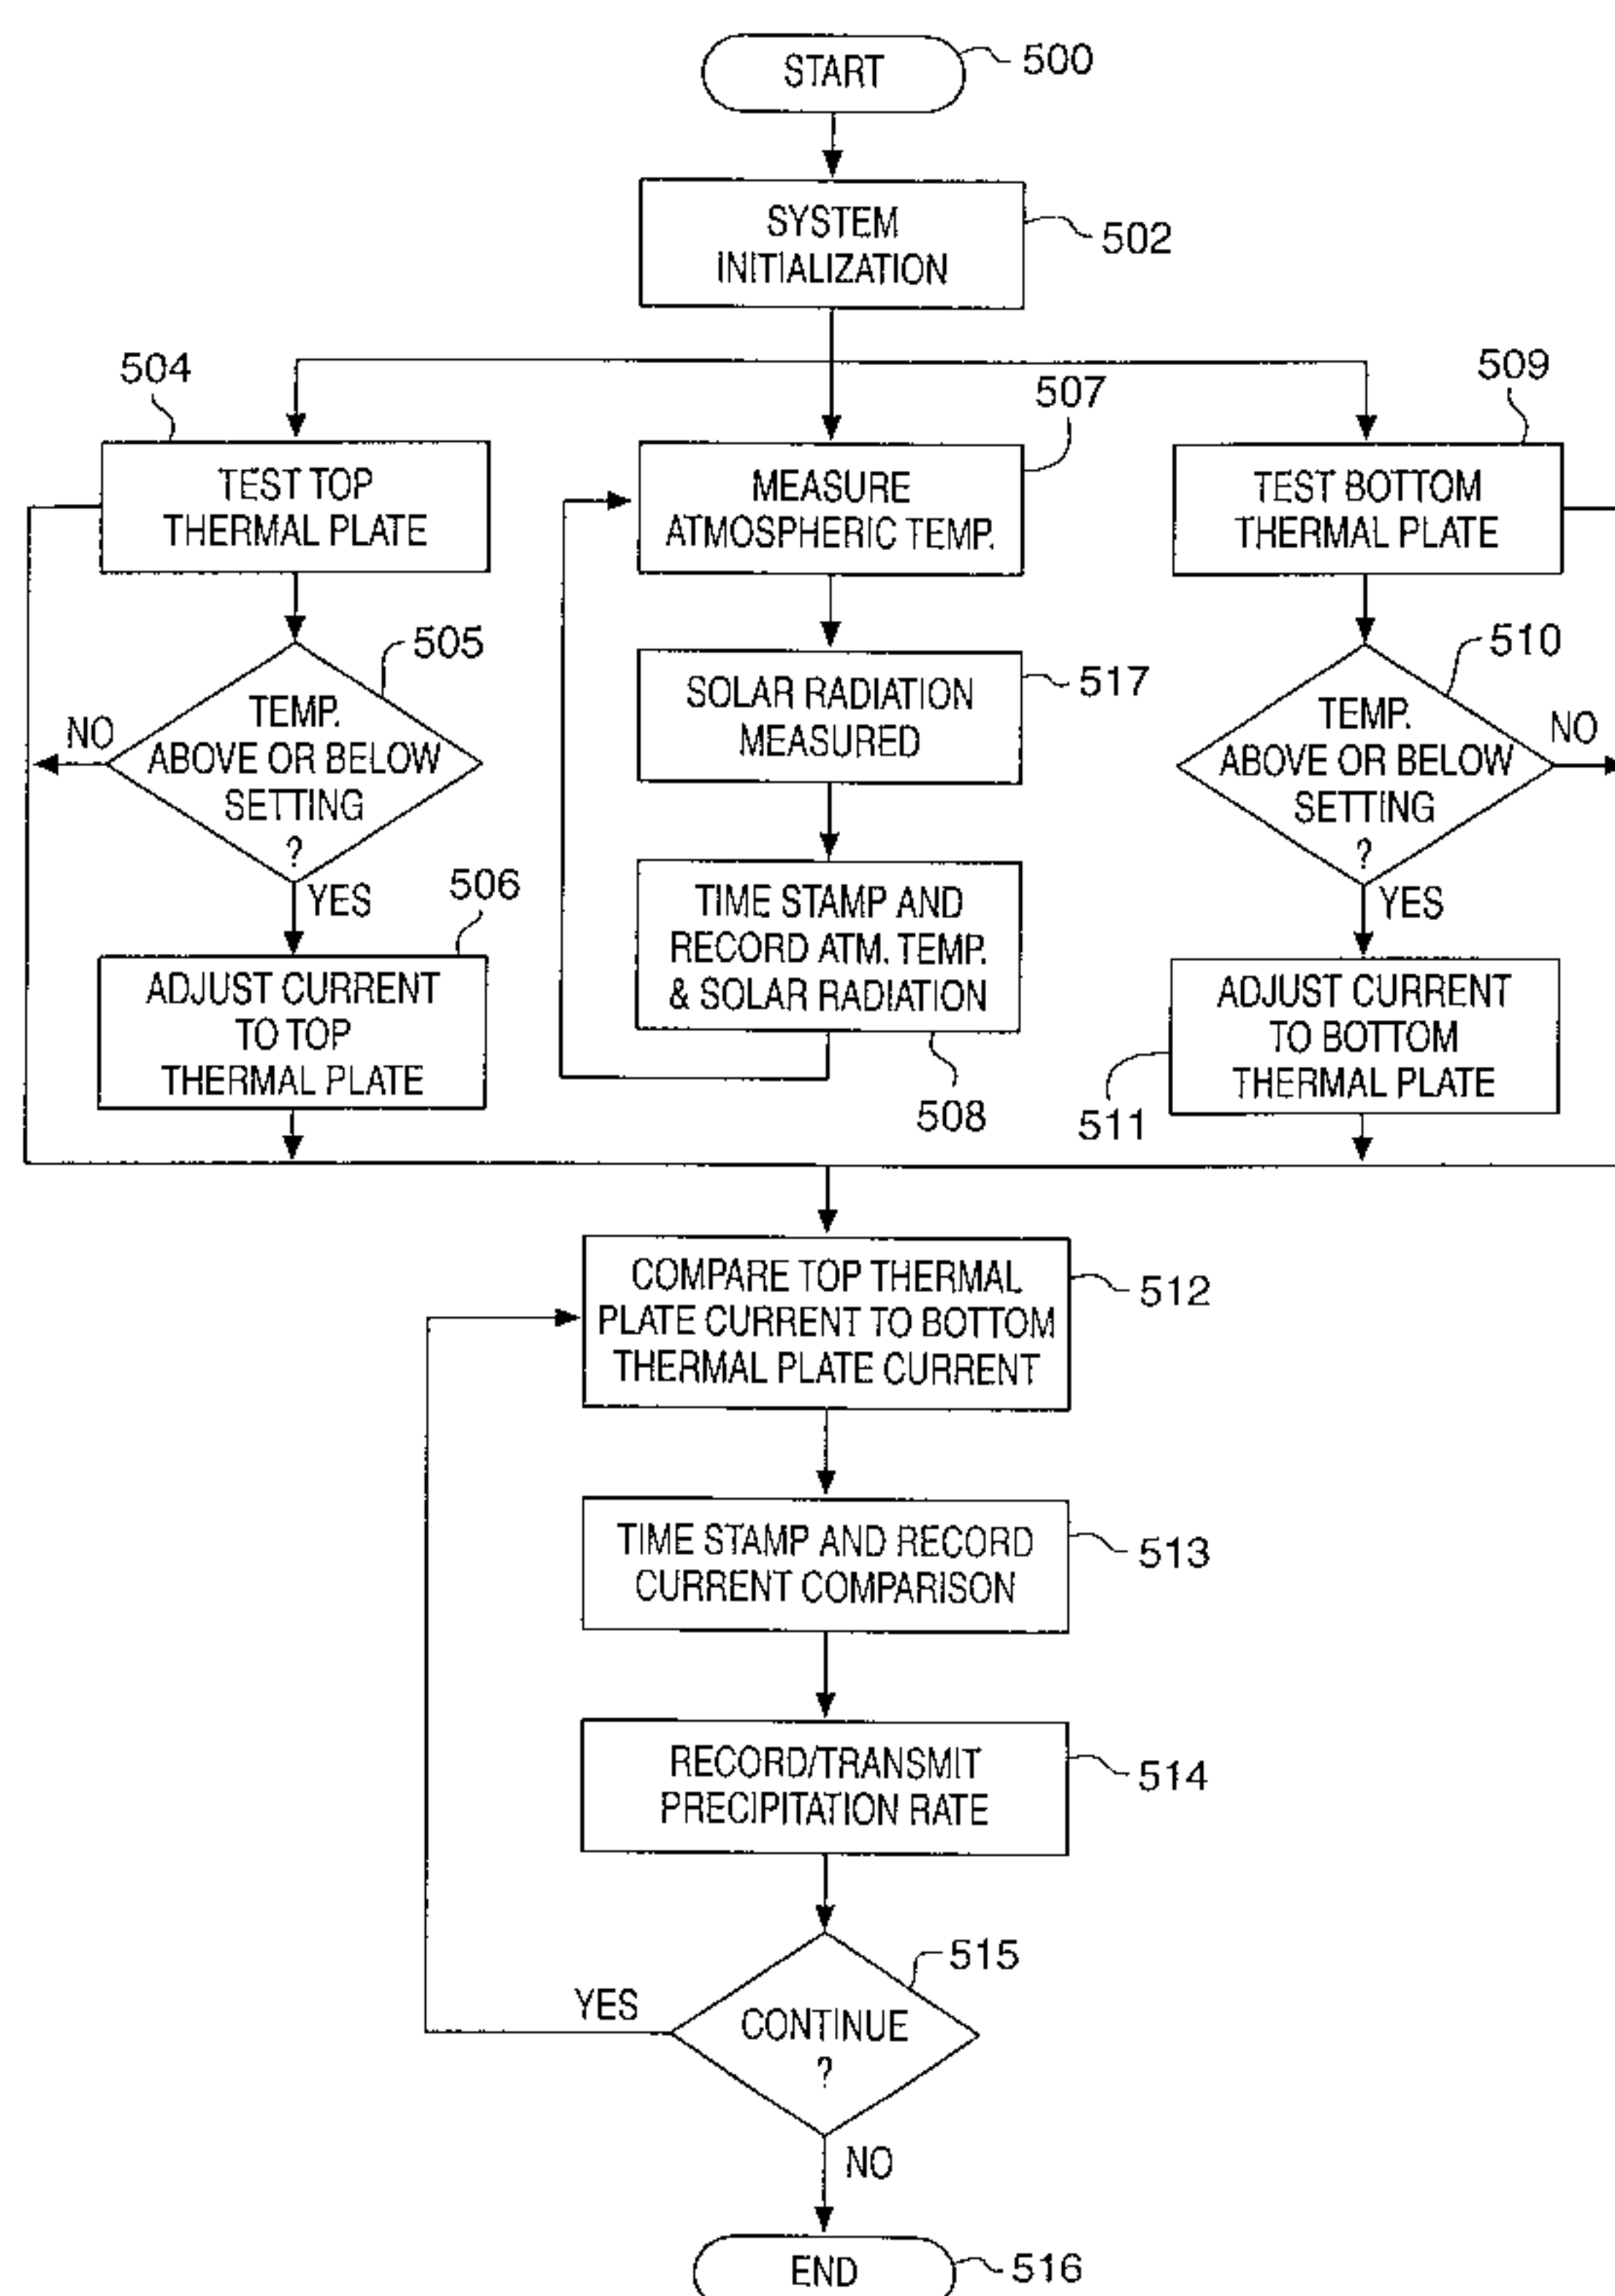 START
500
SYSTEM
INITIALIZATION
502
504
507
509
TEST TOP
THERMAL PLATE
MEASURE
ATMOSPHERIC TEMP.
TEST BOTTOM
THERMAL PLATE
505
TEMP.
ABOVE OR BELOW
SETTING
?
NO
YES
517
SOLAR RADIATION
MEASURED
510
TEMP.
ABOVE OR BELOW
SETTING
?
NO
YES
506
ADJUST CURRENT
TO TOP
THERMAL PLATE
TIME STAMP AND
RECORD ATM. TEMP.
& SOLAR RADIATION
508
ADJUST CURRENT
TO BOTTOM
THERMAL PLATE
511
COMPARE TOP THERMAL
PLATE CURRENT TO BOTTOM
THERMAL PLATE CURRENT
512
TIME STAMP AND RECORD
CURRENT COMPARISON
513
RECORD/TRANSMIT
PRECIPITATION RATE
514
515
CONTINUE
?
YES
NO
END
516